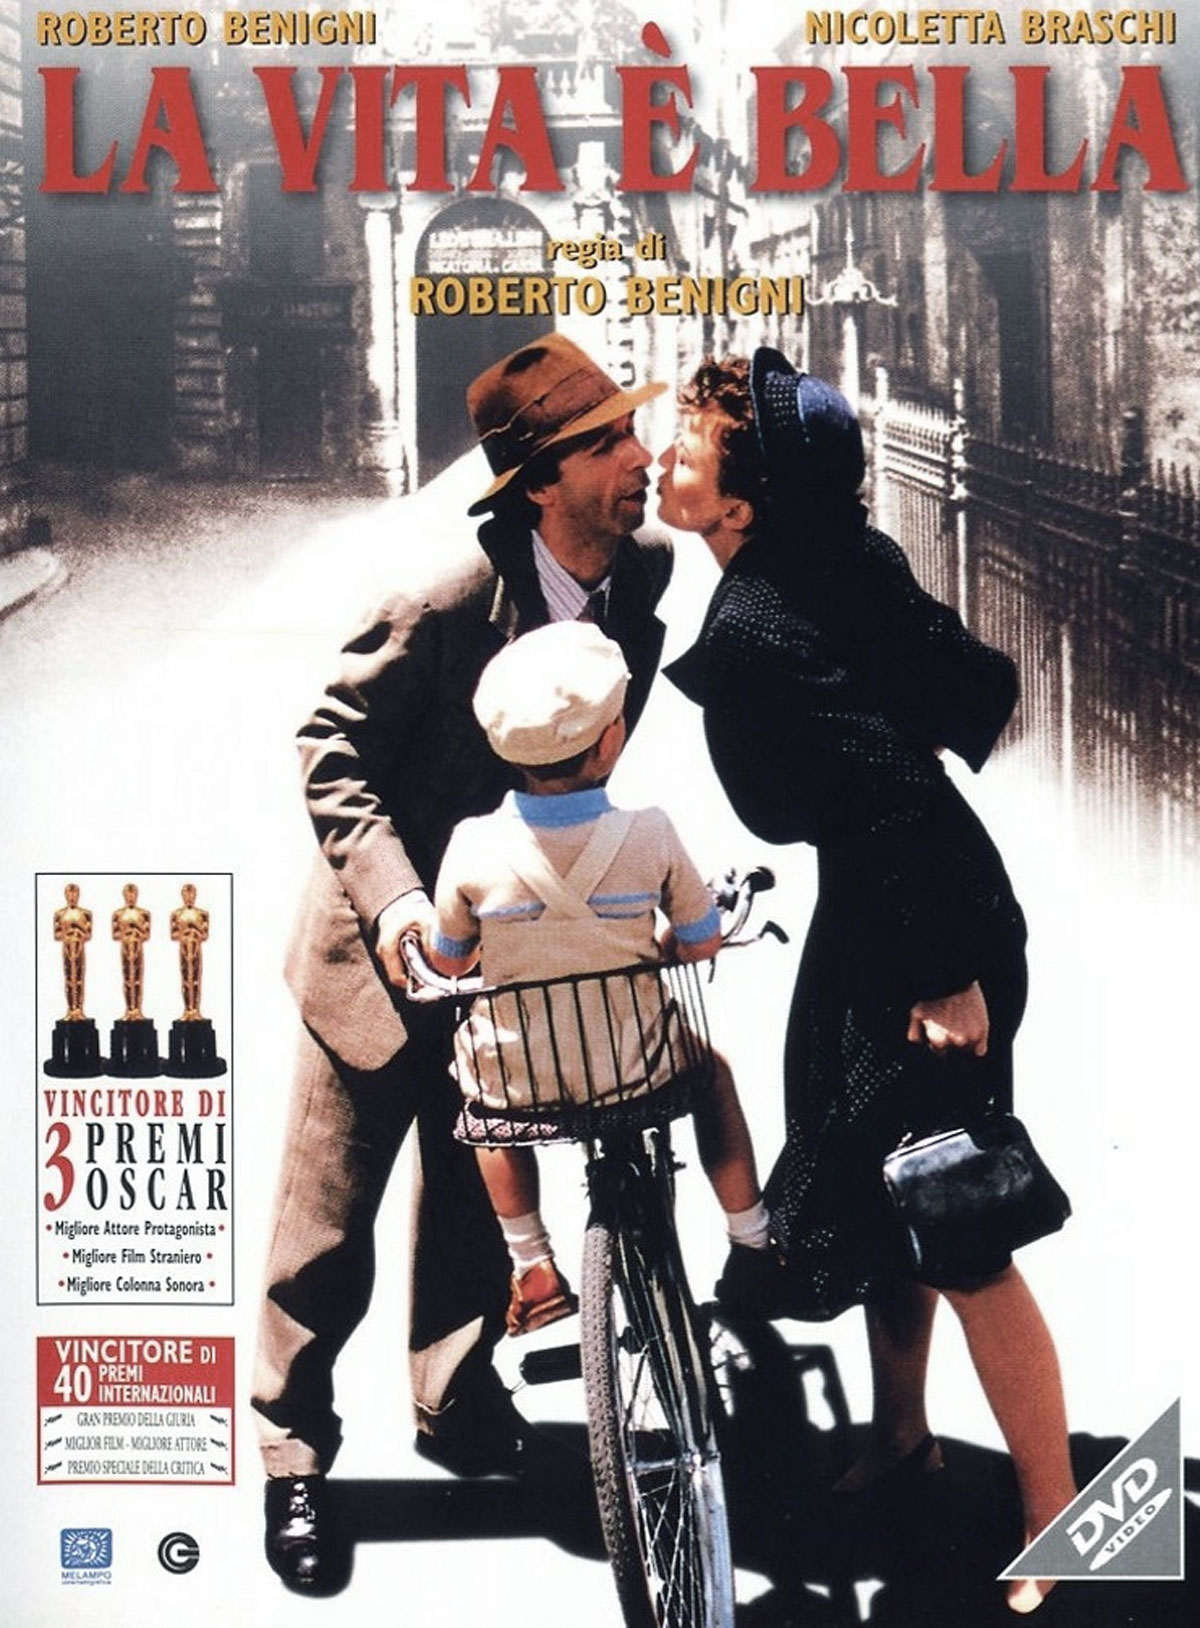 ROBERTO BENIGNI
NICOLETTA BRASCHI
LA VITA È BELLA
regia di
ROBERTO BENIGNI
VINCITORE DI
3 PREMI
OSCAR
• Migliore Attore Protagonista •
• Migliore Film Straniero •
• Migliore Colonna Sonora •
VINCITORE DI
40 PREMI
INTERNAZIONALI
GRAN PREMIO DELLA GIURIA
MIGLIOR FILM - MIGLIORE ATTORE
PREMIO SPECIALE DELLA CRITICA
MELAMPO
cinematografica
DVD
VIDEO